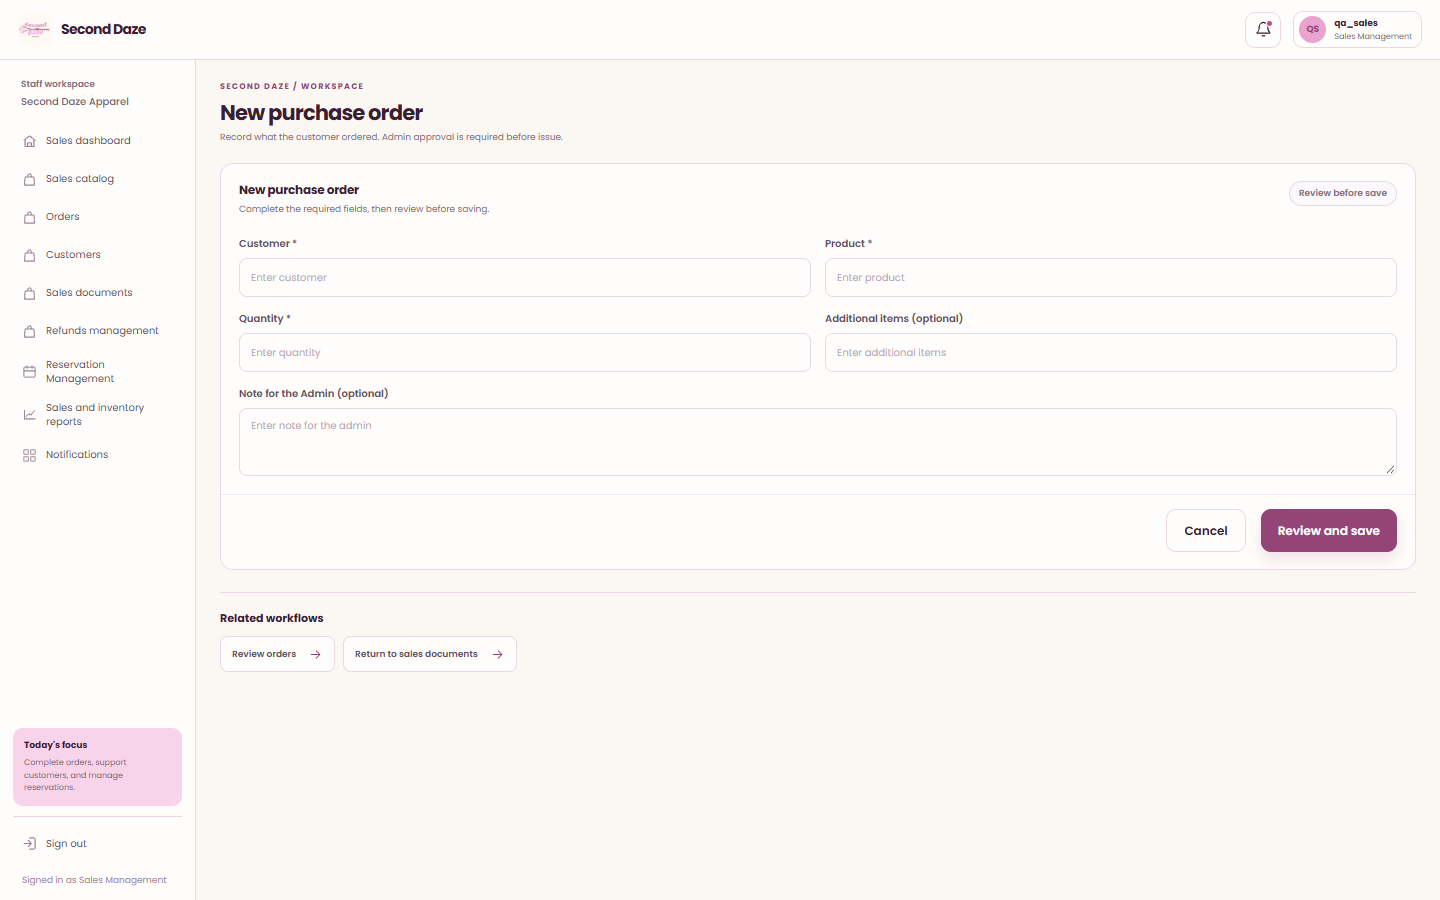 Second Daze
qa_sales
QS
Sales Management
Staff workspace
Second Daze Apparel
Sales dashboard
Sales catalog
Orders
Customers
Sales documents
Refunds management
Reservation
Management
Sales and inventory
reports
Notifications
Today's focus
Complete orders, support
customers, and manage
reservations.
Sign out
Signed in as Sales Management
SECOND DAZE / WORKSPACE
New purchase order
Record what the customer ordered. Admin approval is required before issue.
New purchase order
Review before save
Complete the required fields, then review before saving.
Customer *
Product *
Enter customer
Enter product
Quantity *
Additional items (optional)
Enter quantity
Enter additional items
Note for the Admin (optional)
Enter note for the admin
Cancel
Review and save
Related workflows
Review orders
Return to sales documents